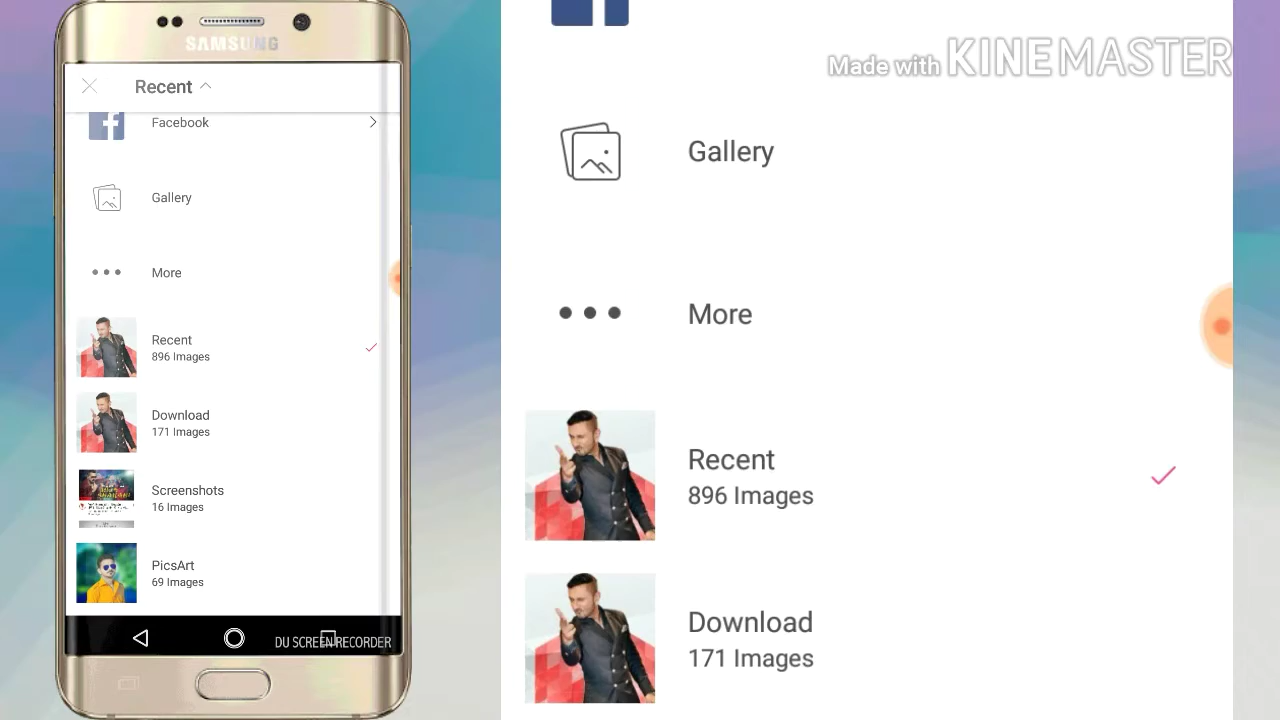 SAMSUNG
Recent
Facebook
Gallery
More
Recent
896 Images
Download
171 Images
Screenshots
16 Images
PicsArt
69 Images
DU SCREEN RECORDER
Made with KINEMASTER
Gallery
More
Recent
896 Images
Download
171 Images